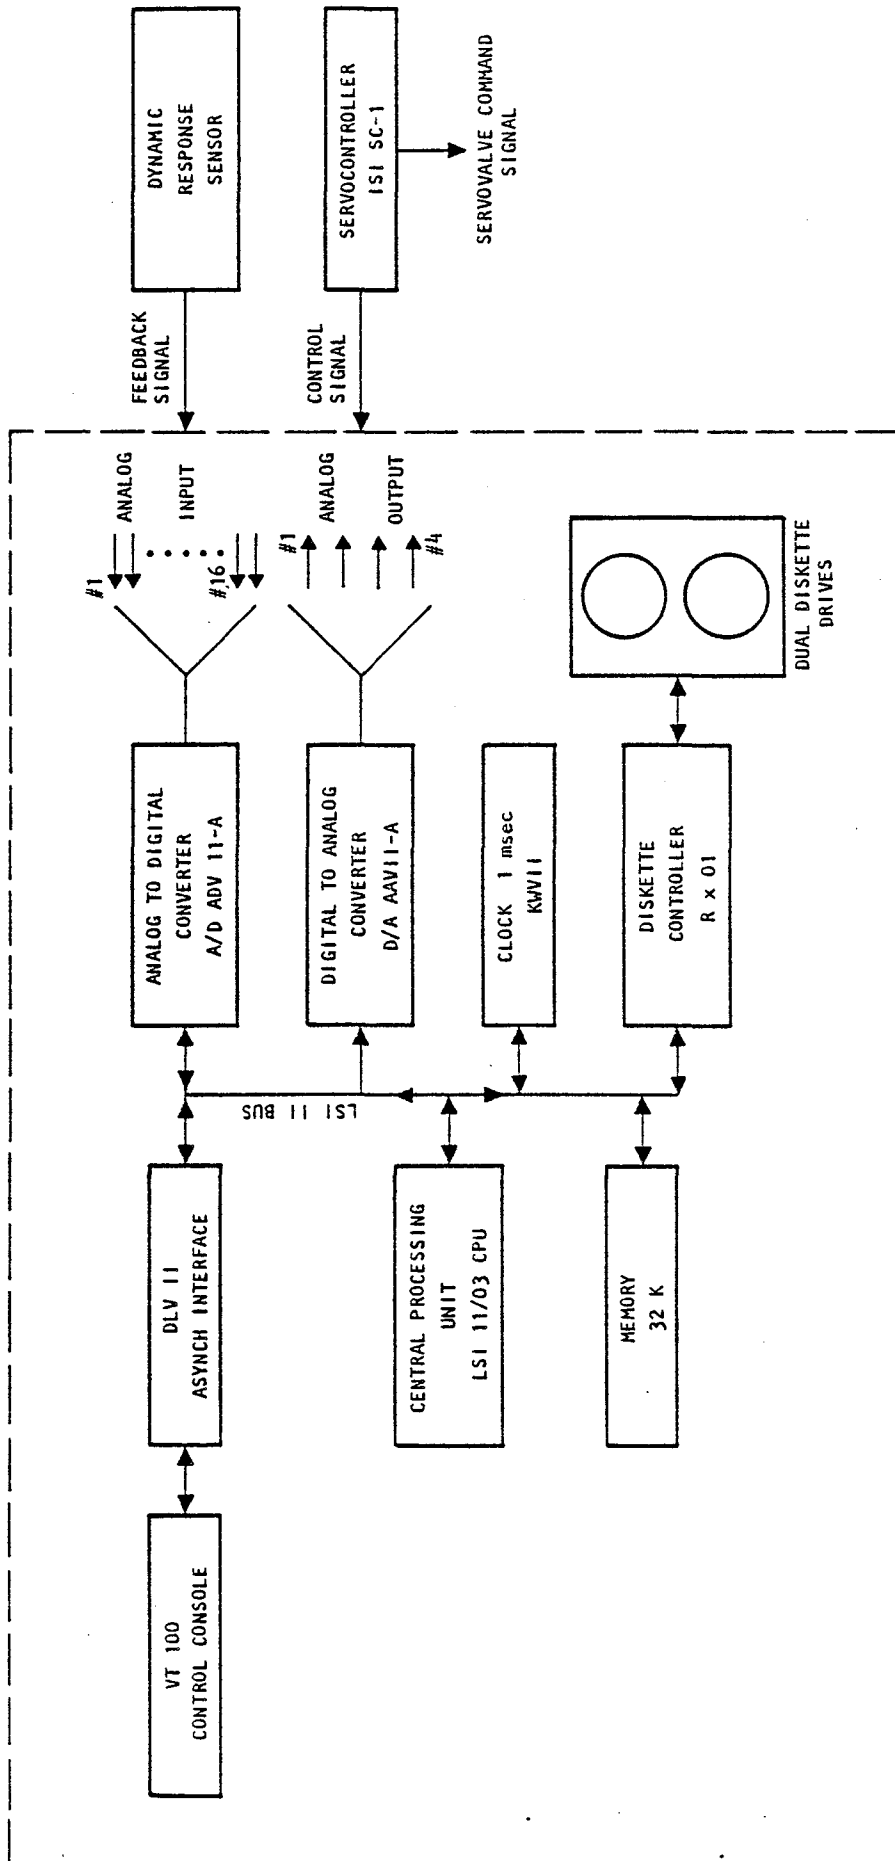 VT 100
CONTROL CONSOLE
DLV 11
ASYNCH INTERFACE
LSI 11 BUS
ANALOG TO DIGITAL
CONVERTER
A/D ADV 11-A
#1
#16
ANALOG
INPUT
FEEDBACK
SIGNAL
DYNAMIC
RESPONSE
SENSOR
DIGITAL TO ANALOG
CONVERTER
D/A AAV11-A
#1
#4
ANALOG
OUTPUT
CONTROL
SIGNAL
SERVOCONTROLLER
ISI SC-1
SERVOVALVE COMMAND
SIGNAL
CENTRAL PROCESSING
UNIT
LSI 11/03 CPU
CLOCK 1 msec
KWV11
MEMORY
32 K
DISKETTE
CONTROLLER
R x 01
DUAL DISKETTE
DRIVES